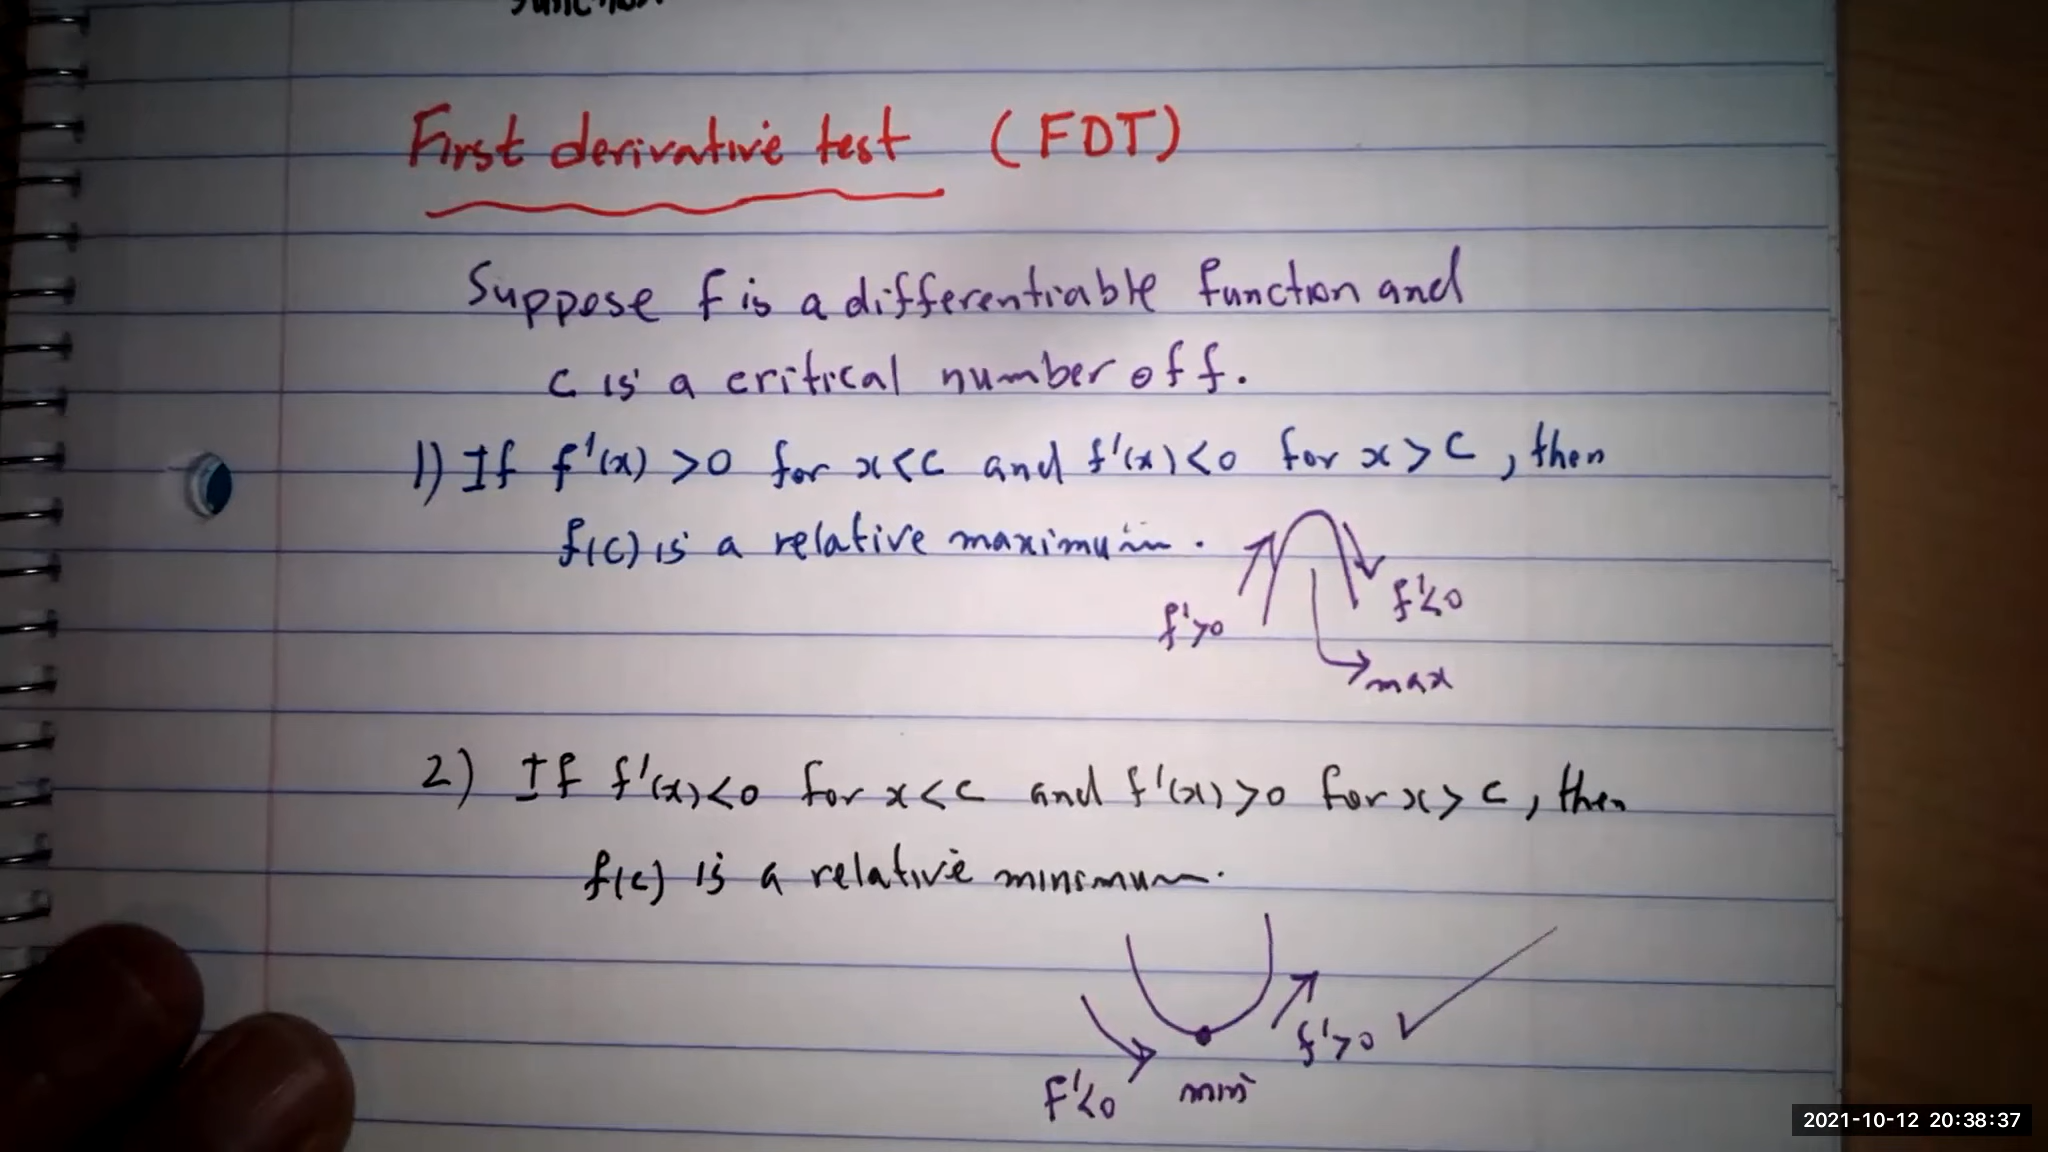 First derivative test (FDT)
Suppose f is a differentiable function and
c is a critical number of f.
1) If f'(x) >0 for x<c and f'(x)<0 for x>c, then
f(c) is a relative maximum.
f'>0
f'<0
max
2) If f'(x)<0 for x<c and f'(x)>0 for x>c, then
f(c) is a relative minimum.
f'>0
f'<0
min
2021-10-12 20:38:37